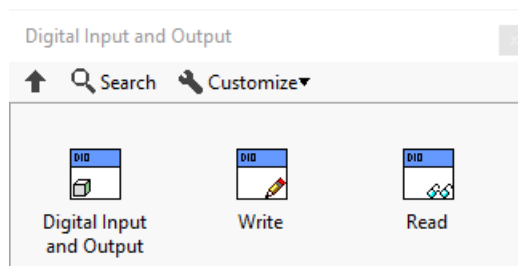 Digital Input and Output
Search Customize
DIO DIO DIO
Digital Input Write Read
and Output